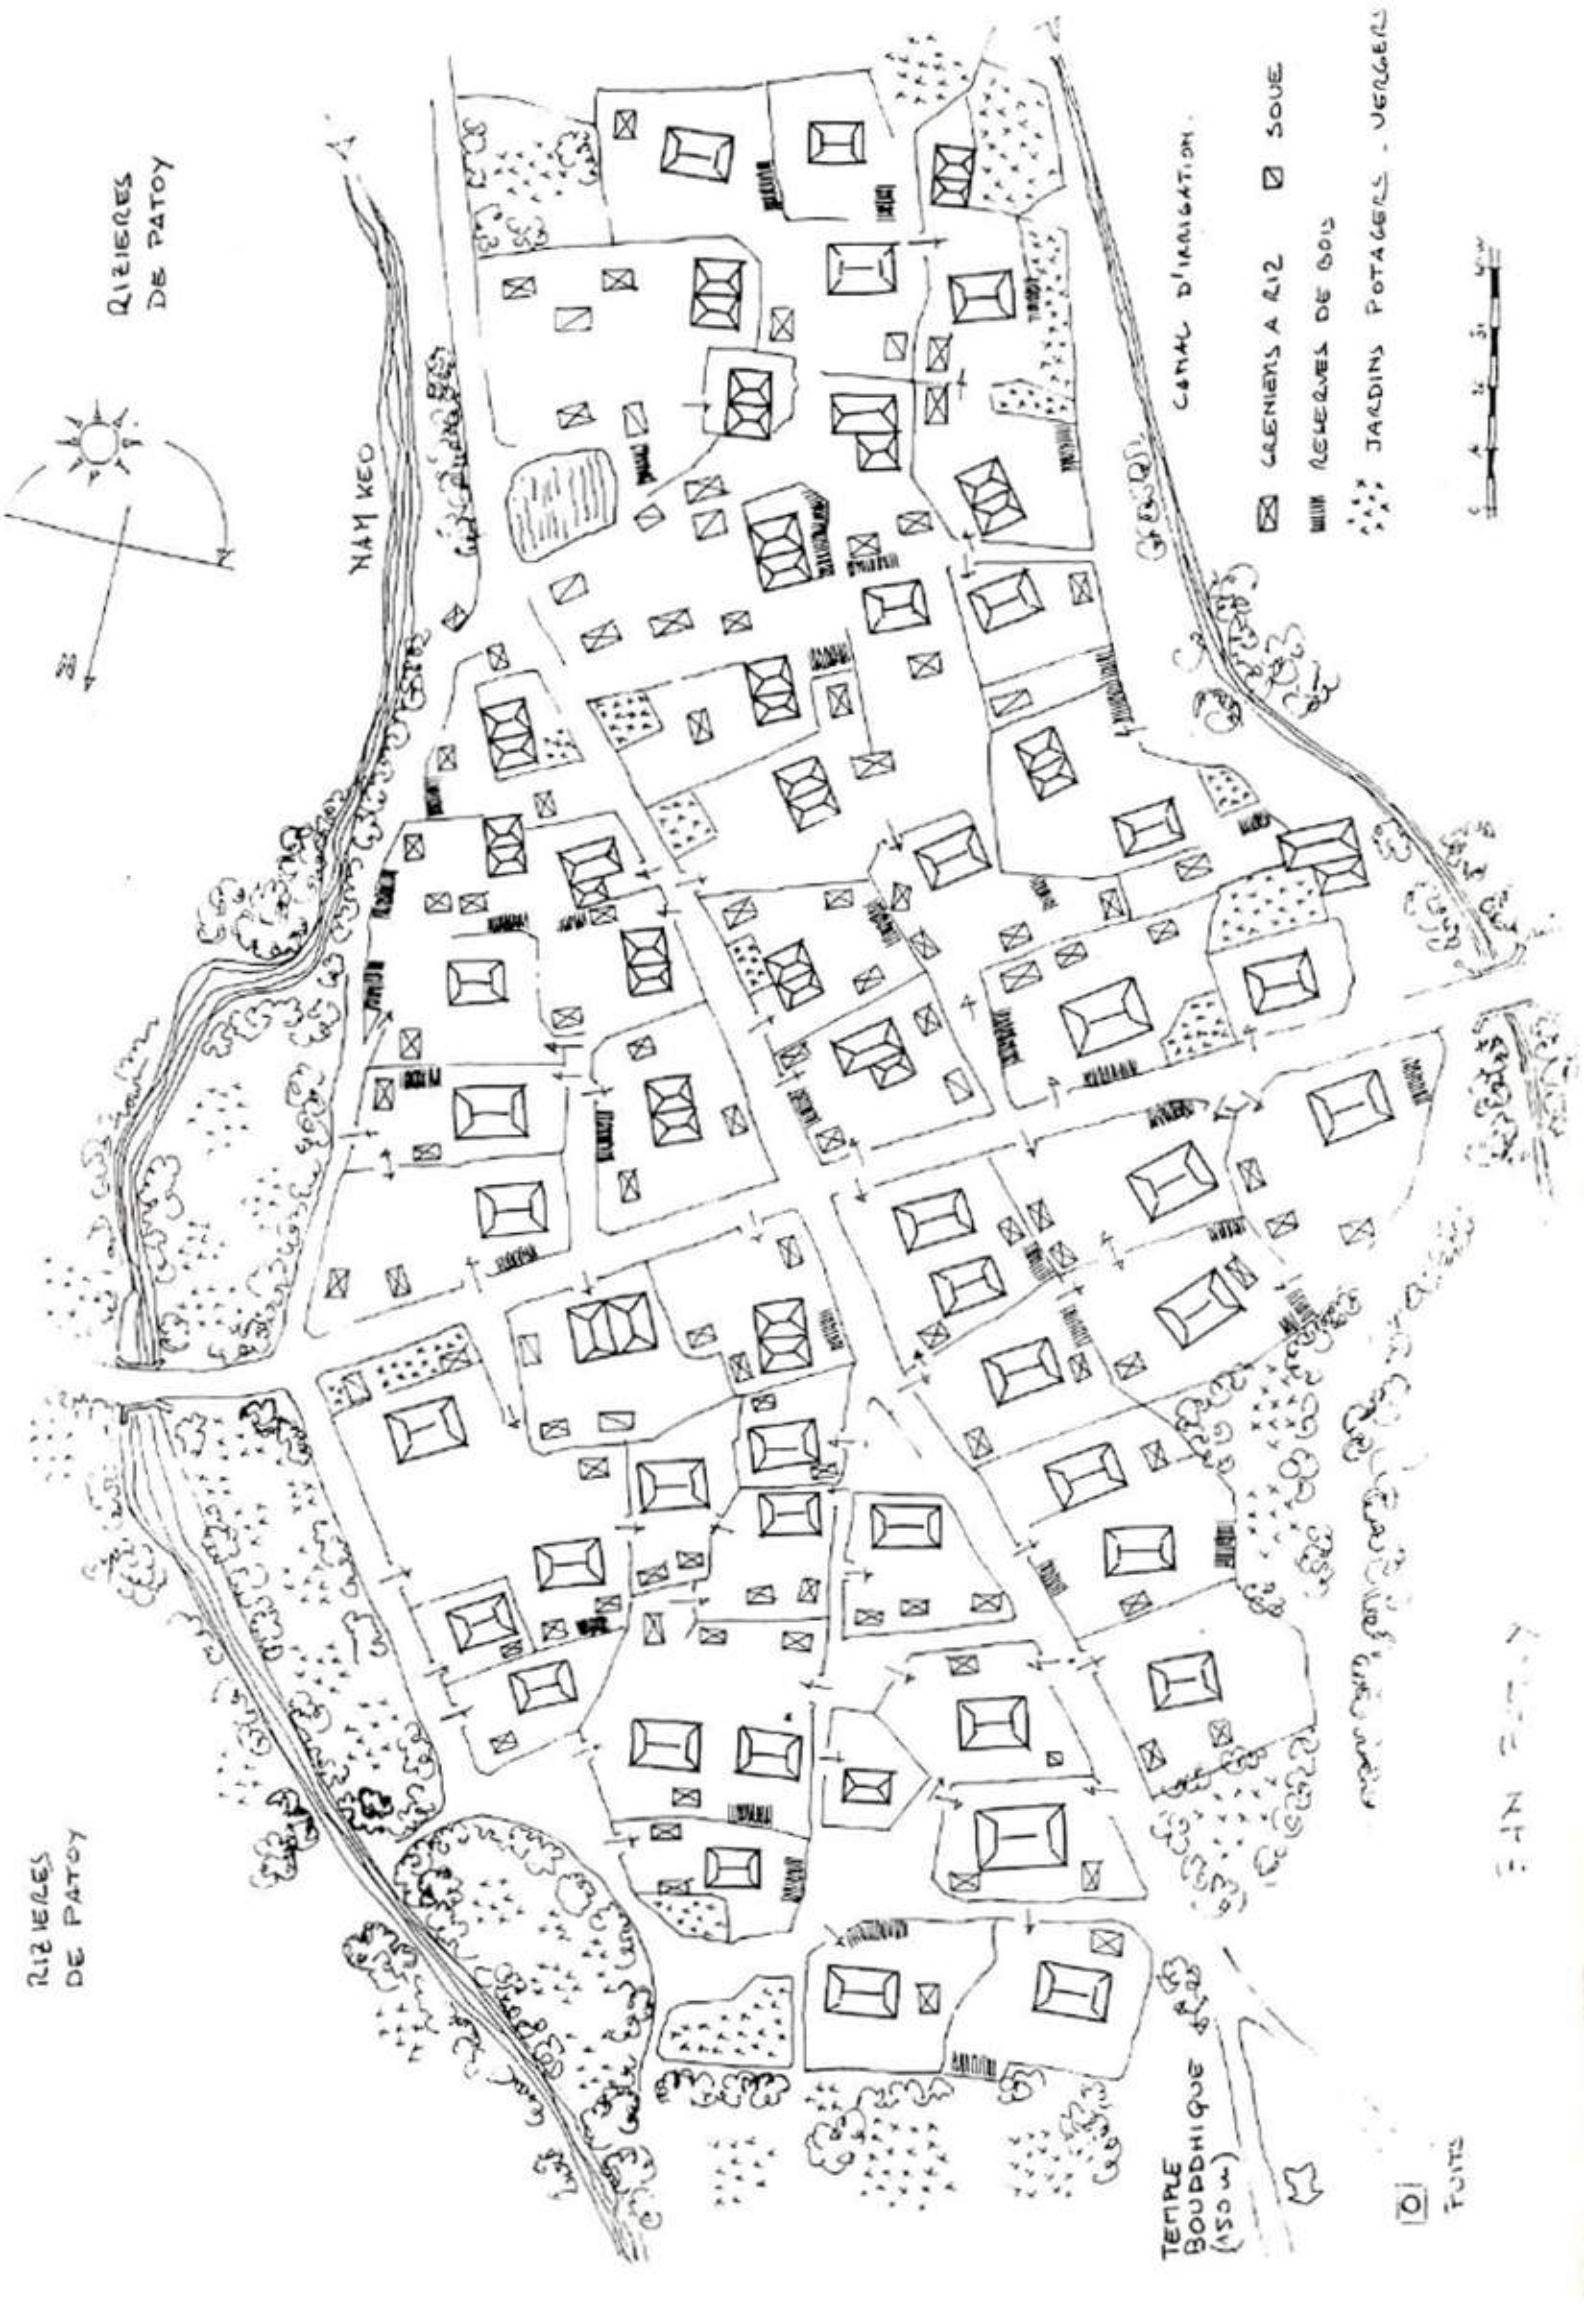 RIZIERES
DE PATOY
RIZIERES
DE PATOY
NAM KEO
CANAL D'IRRIGATION.
GRENIERS A RIZ
SOUE
RESERVES DE BOIS
JARDINS POTAGERS - VERGERS
TEMPLE
BOUDDHIQUE
(150 m)
PUITS